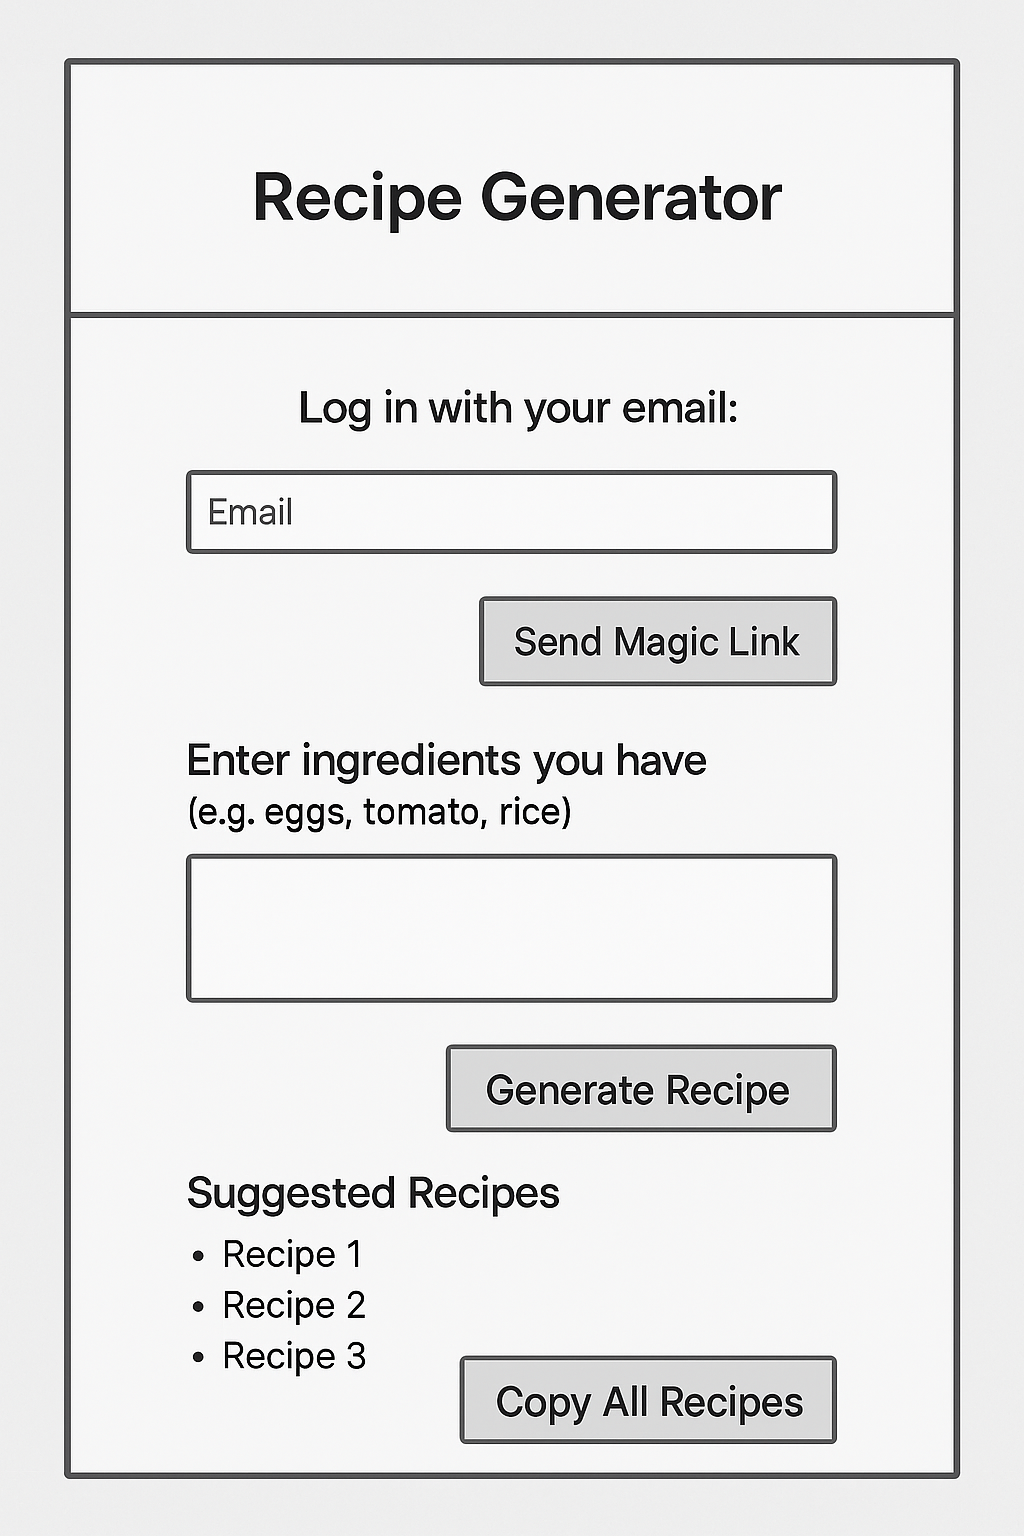 Recipe Generator
Log in with your email:
Email
Send Magic Link
Enter ingredients you have
(e.g. eggs, tomato, rice)
Generate Recipe
Suggested Recipes
• Recipe 1
• Recipe 2
• Recipe 3
Copy All Recipes